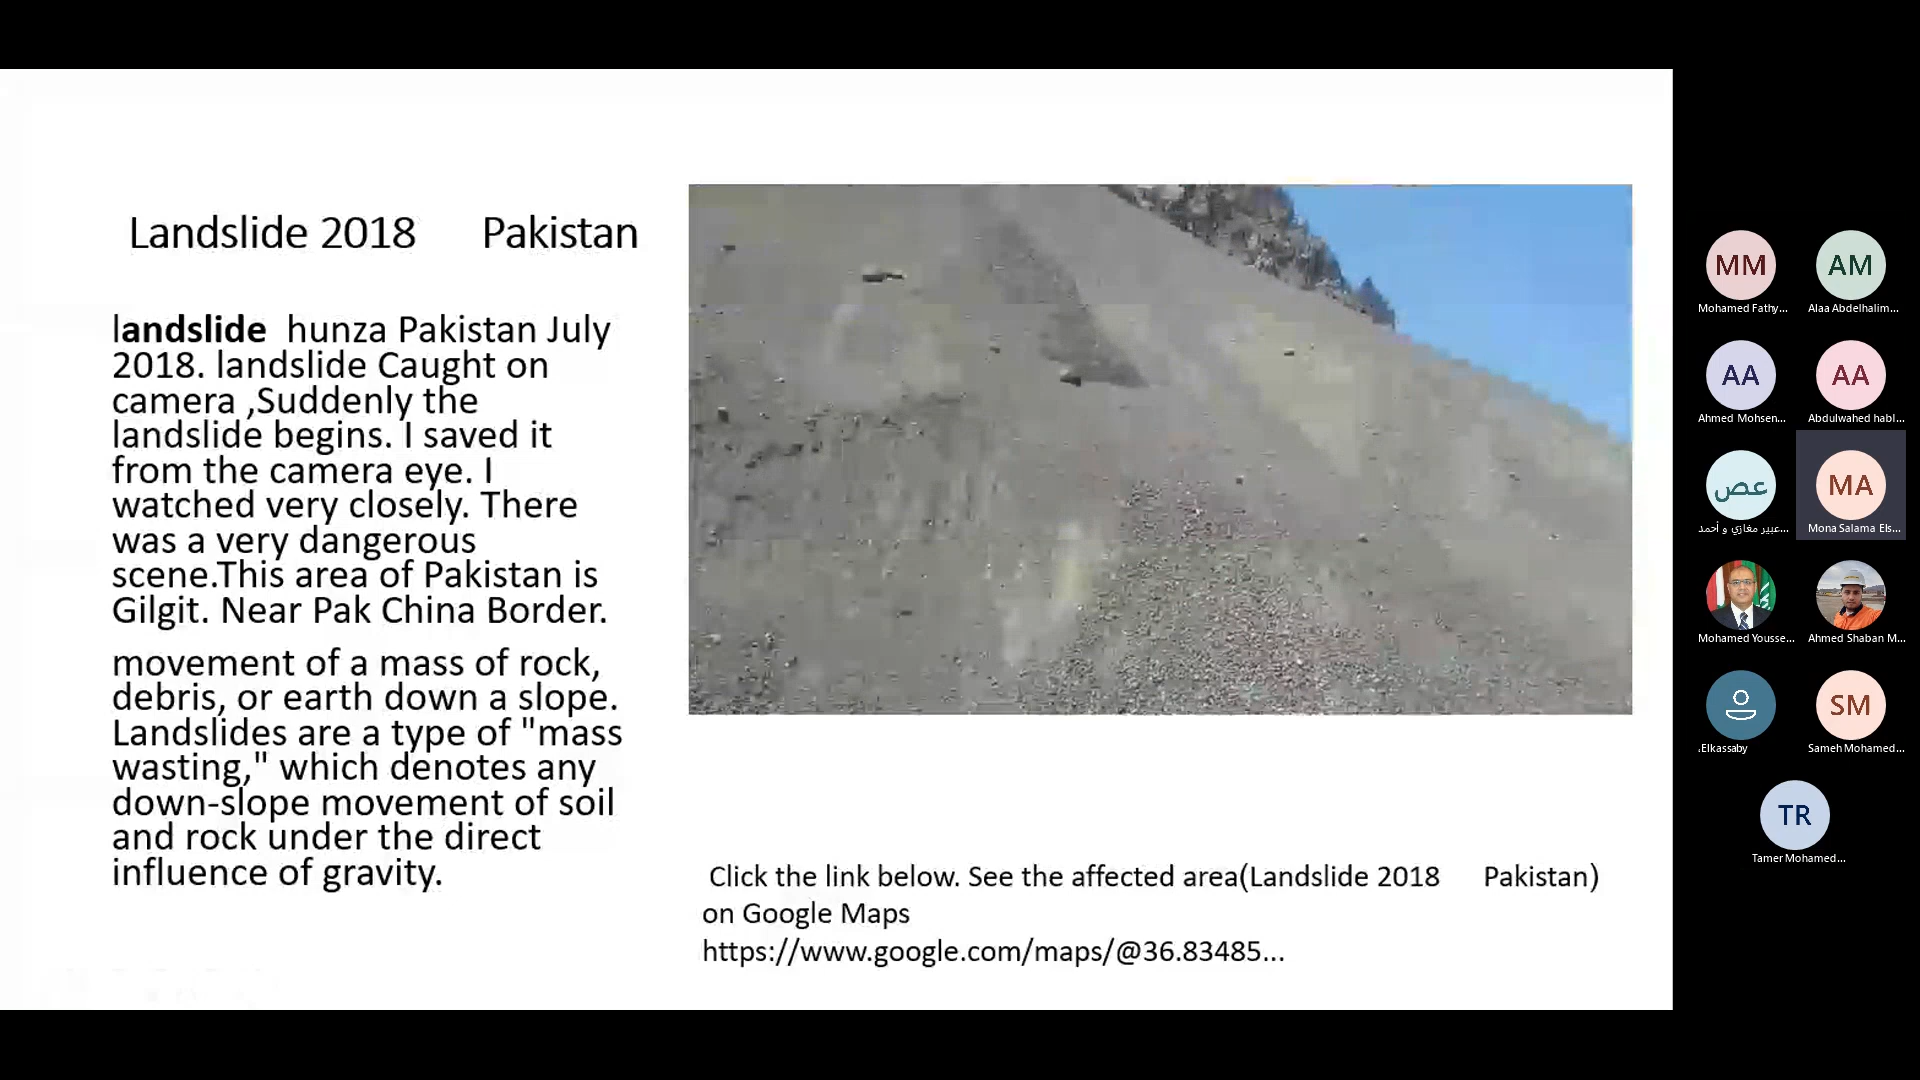 Landslide 2018 Pakistan
landslide hunza Pakistan July
2018. landslide Caught on
camera ,Suddenly the
landslide begins. I saved it
from the camera eye. I
watched very closely. There
was a very dangerous
scene.This area of Pakistan is
Gilgit. Near Pak China Border.
movement of a mass of rock,
debris, or earth down a slope.
Landslides are a type of "mass
wasting," which denotes any
down-slope movement of soil
and rock under the direct
influence of gravity.
Click the link below. See the affected area(Landslide 2018 Pakistan)
on Google Maps
https://www.google.com/maps/@36.83485...
MM
Mohamed Fathy...
AM
Alaa Abdelhalim...
AA
Ahmed Mohsen...
AA
Abdulwahed habl...
عص
عبير مغازي و أحمد...
MA
Mona Salama Els...
Mohamed Yousse...
Ahmed Shaban M...
.Elkassaby
SM
Sameh Mohamed...
TR
Tamer Mohamed...